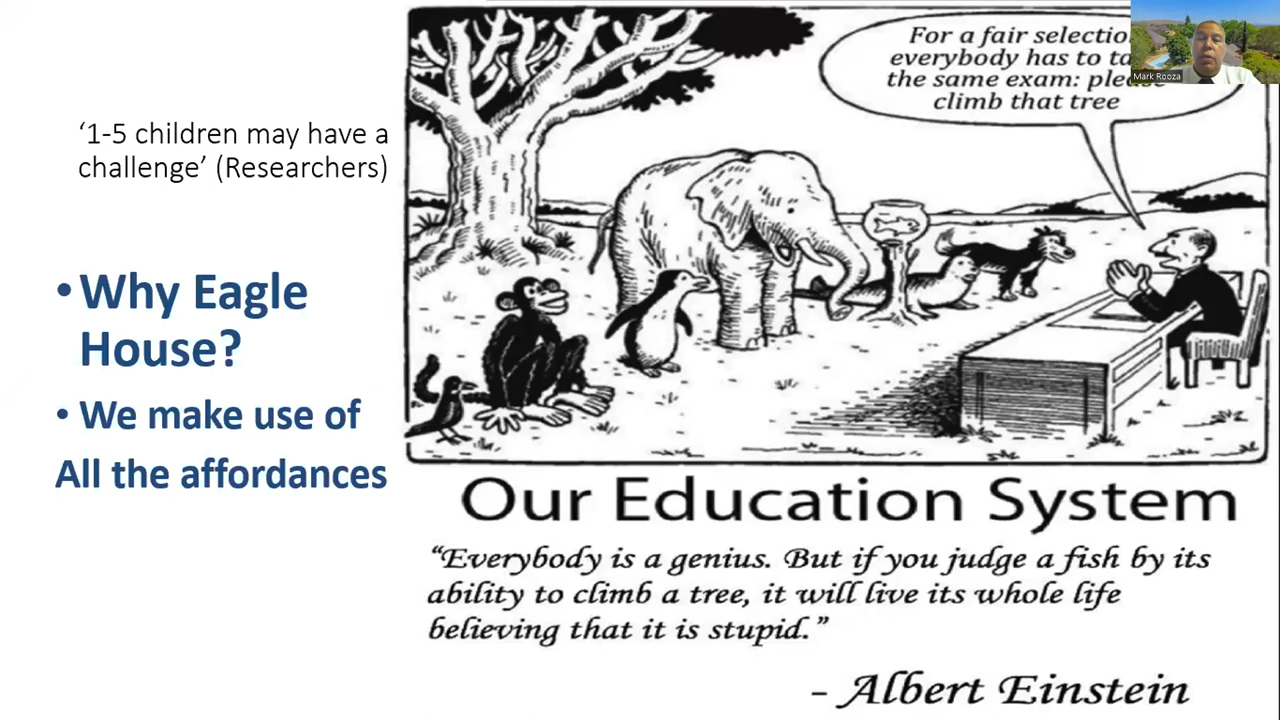 ‘1-5 children may have a
challenge’ (Researchers)
• Why Eagle
House?
• We make use of
All the affordances
For a fair selectio
everybody has to ta
the same exam: please
climb that tree
Mark Rooza
Our Education System
“Everybody is a genius. But if you judge a fish by its
ability to climb a tree, it will live its whole life
believing that it is stupid.”
- Albert Einstein